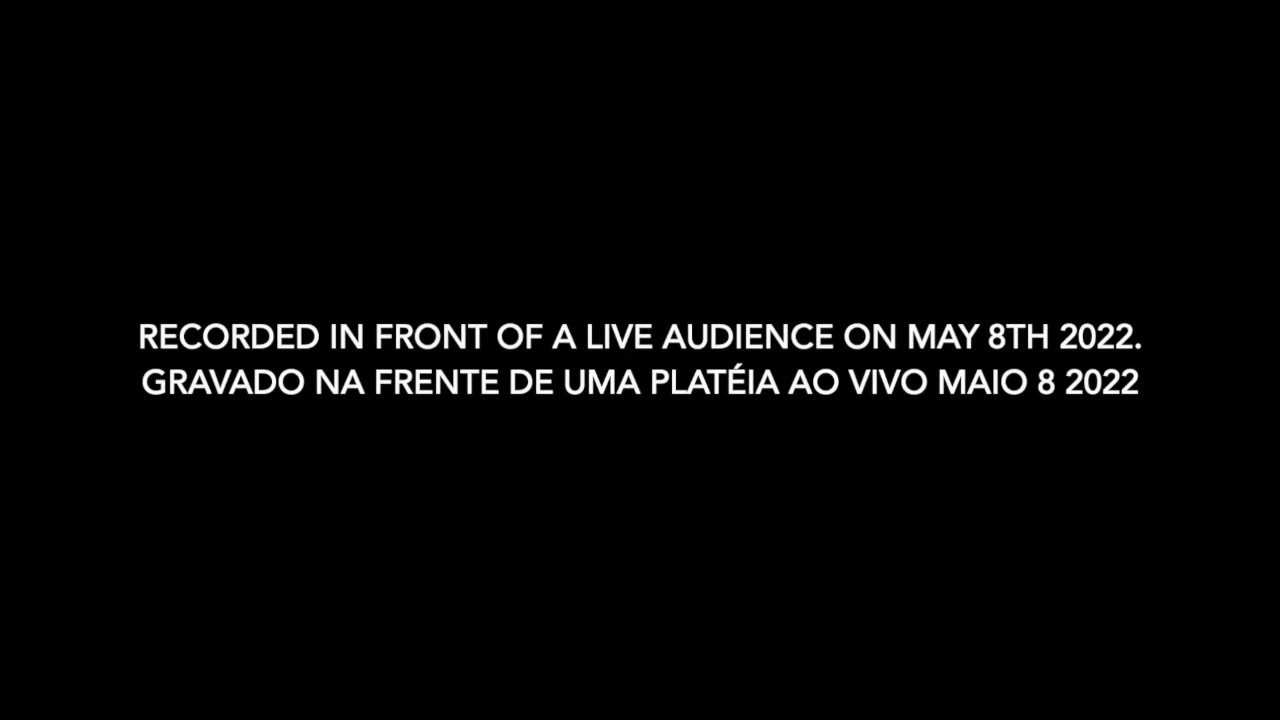 RECORDED IN FRONT OF A LIVE AUDIENCE ON MAY 8TH 2022.
GRAVADO NA FRENTE DE UMA PLATÉIA AO VIVO MAIO 8 2022